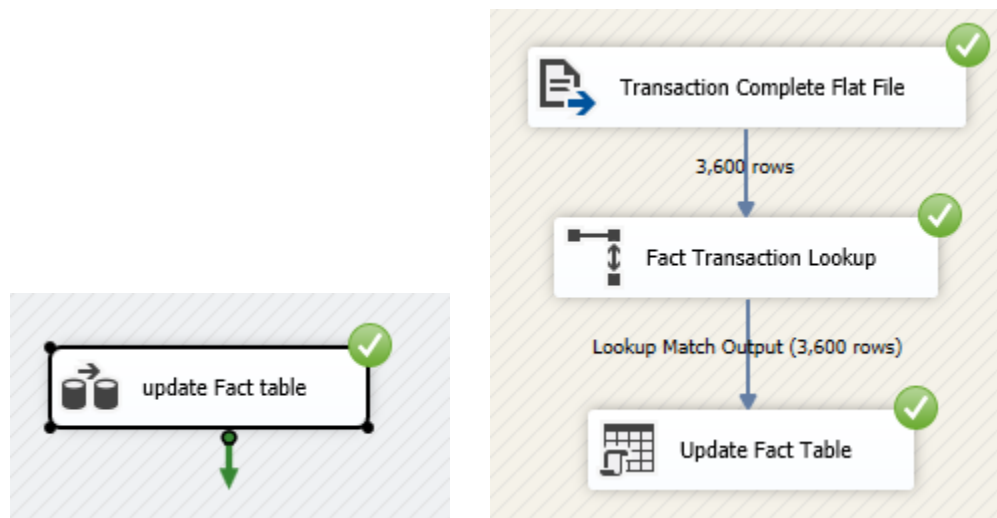 update Fact table
Transaction Complete Flat File
3,600 rows
Fact Transaction Lookup
Lookup Match Output (3,600 rows)
Update Fact Table